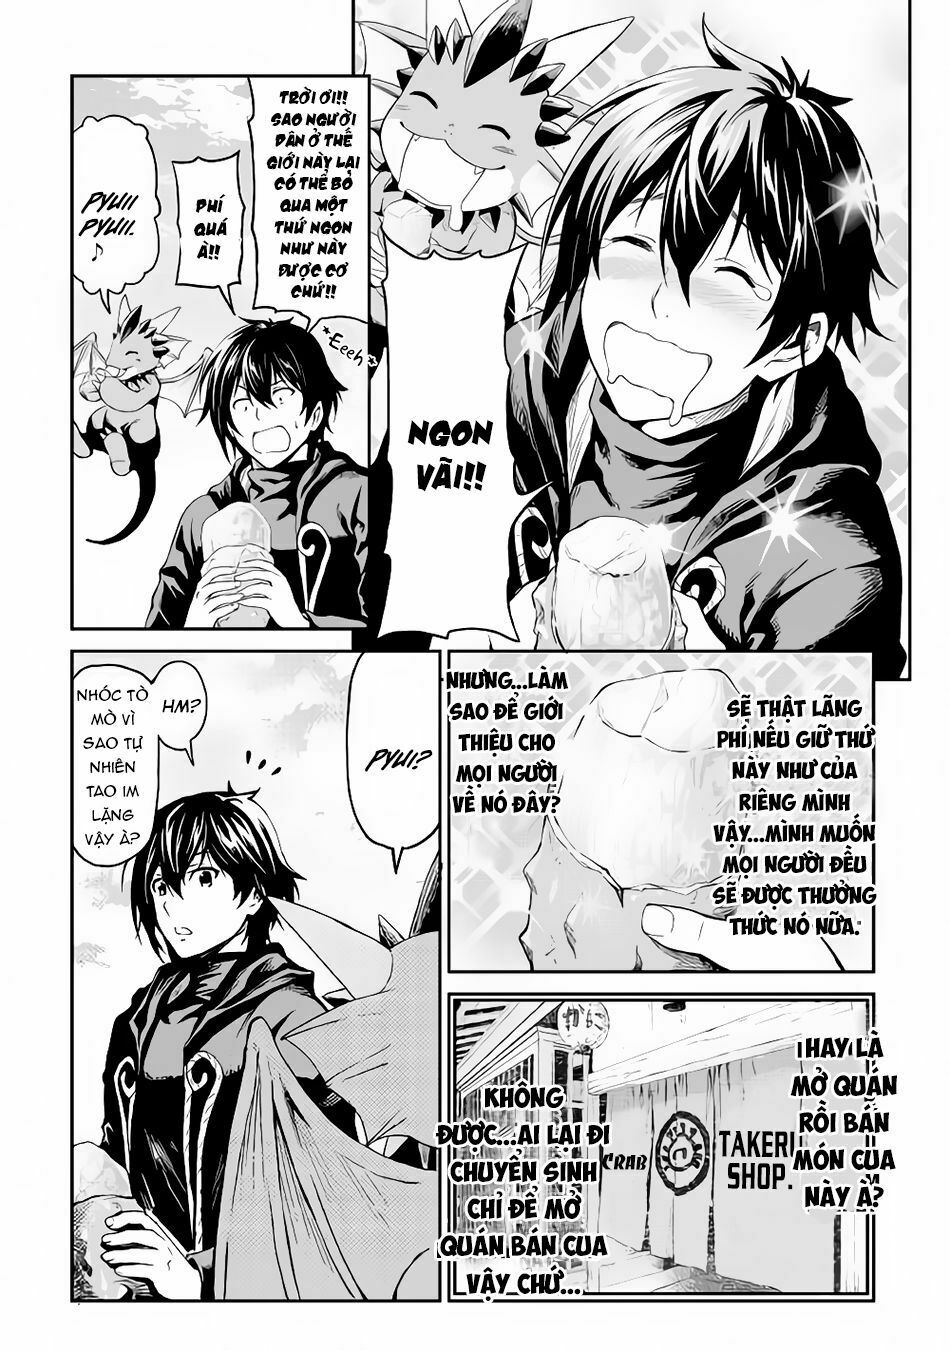 NGON
VÃI!!
TRỜI ƠI!!
SAO NGƯỜI
DÂN Ở THẾ
GIỚI NÀY LẠI
CÓ THỂ BỎ
QUA MỘT
THỨ NGON
NHƯ NÀY
ĐƯỢC CƠ
CHỨ!!
*Eeeh
PHÍ
QUÁ
À!!
PYUII
PYUII.
♪
SẼ THẬT LÃNG
PHÍ NẾU GIỮ THỨ
NÀY NHƯ CỦA
RIÊNG MÌNH
VẬY...MÌNH MUỐN
MỌI NGƯỜI ĐỀU
SẼ ĐƯỢC THƯỞNG
THỨC NÓ NỮA.
NHƯNG...LÀM
SAO ĐỂ GIỚI
THIỆU CHO
MỌI NGƯỜI
VỀ NÓ ĐÂY?
PYUI?
HM?
NHÓC TÒ
MÒ VÌ
SAO TỰ
NHIÊN
TAO IM
LẶNG
VẬY À?
HAY LÀ
MỞ QUÁN
RỒI BÁN
MÓN CUA
NÀY À?
かに
CRAB
TAKERU
SHOP.
KHÔNG
ĐƯỢC...AI LẠI ĐI
CHUYỂN SINH
CHỈ ĐỂ MỞ
QUÁN BÁN CUA
VẬY CHỨ...